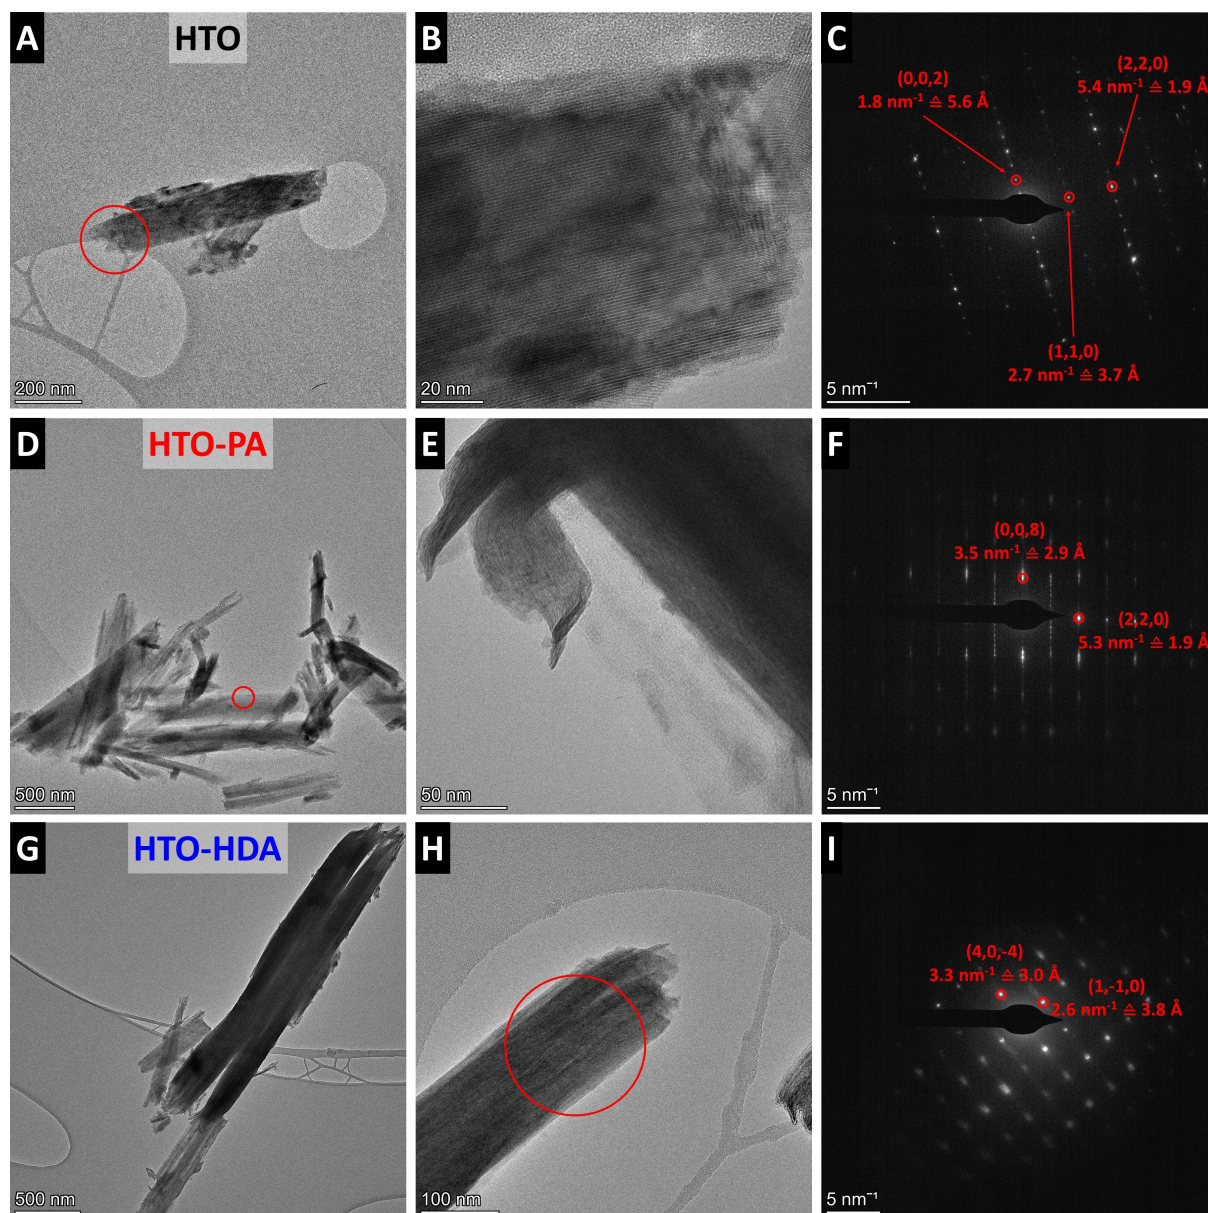 A
HTO
200 nm
B
20 nm
C
(0,0,2)
1.8 nm⁻¹ ≙ 5.6 Å
(2,2,0)
5.4 nm⁻¹ ≙ 1.9 Å
(1,1,0)
2.7 nm⁻¹ ≙ 3.7 Å
5 nm⁻¹
D
HTO-PA
500 nm
E
50 nm
F
(0,0,8)
3.5 nm⁻¹ ≙ 2.9 Å
(2,2,0)
5.3 nm⁻¹ ≙ 1.9 Å
5 nm⁻¹
G
HTO-HDA
500 nm
H
100 nm
I
(4,0,-4)
3.3 nm⁻¹ ≙ 3.0 Å
(1,-1,0)
2.6 nm⁻¹ ≙ 3.8 Å
5 nm⁻¹